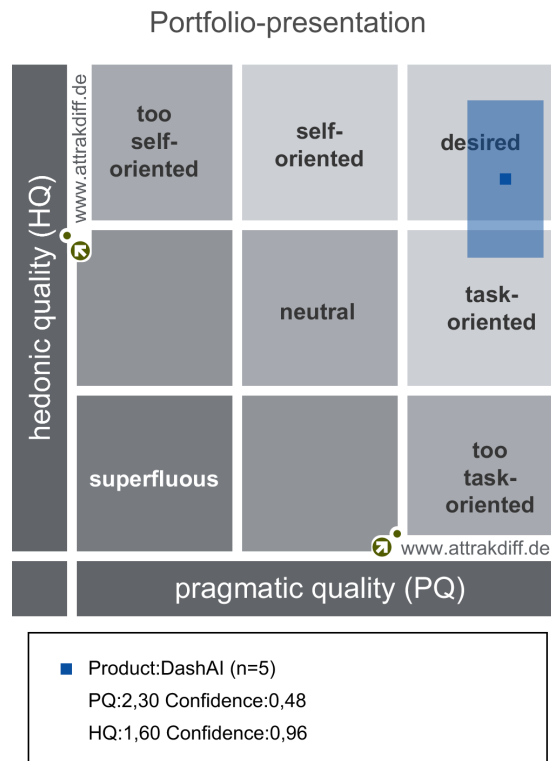 Portfolio-presentation
www.attrakdiff.de
too
self-
oriented
self-
oriented
desired
hedonic quality (HQ)
neutral
task-
oriented
superfluous
too
task-
oriented
www.attrakdiff.de
pragmatic quality (PQ)
Product:DashAI (n=5)
PQ:2,30 Confidence:0,48
HQ:1,60 Confidence:0,96